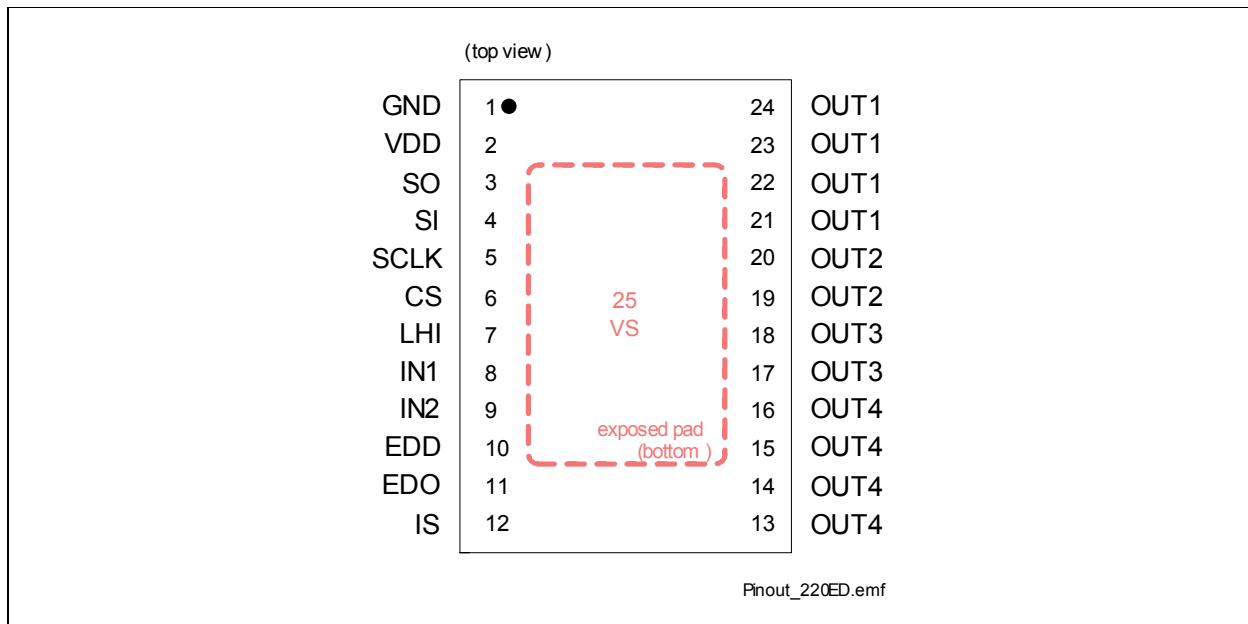 (top view )
GND 1 24 OUT1
VDD 2 23 OUT1
SO 3 22 OUT1
SI 4 21 OUT1
SCLK 5 20 OUT2
CS 6 19 OUT2
LHI 7 18 OUT3
IN1 8 17 OUT3
IN2 9 16 OUT4
EDD 10 15 OUT4
EDO 11 14 OUT4
IS 12 13 OUT4
25
VS
exposed pad
(bottom )
Pinout_220ED.emf